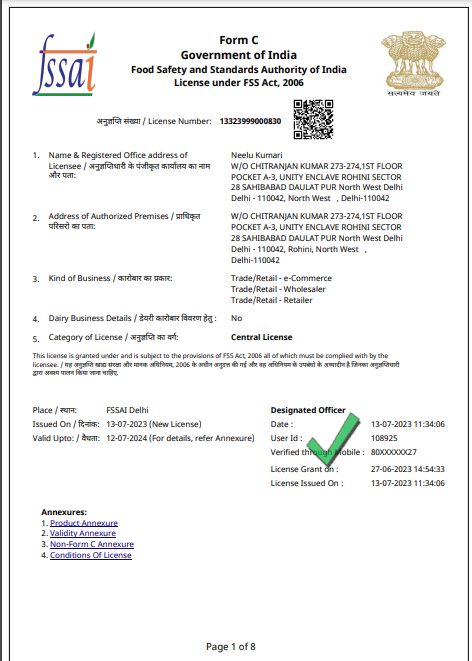 fssai
Form C
Government of India
Food Safety and Standards Authority of India
License under FSS Act, 2006
सत्यमेव जयते
अनुज्ञप्ति संख्या / License Number: 13323999000830
1. Name & Registered Office address of Licensee / अनुज्ञप्तिधारी के पंजीकृत कार्यालय का नाम और पता:
Neelu Kumari
W/O CHITRANJAN KUMAR 273-274,1ST FLOOR
POCKET A-3, UNITY ENCLAVE ROHINI SECTOR
28 SAHIBABAD DAULAT PUR North West Delhi
Delhi - 110042, North West , Delhi-110042
2. Address of Authorized Premises / प्राधिकृत परिसरो का पता:
W/O CHITRANJAN KUMAR 273-274,1ST FLOOR
POCKET A-3, UNITY ENCLAVE ROHINI SECTOR
28 SAHIBABAD DAULAT PUR North West Delhi
Delhi - 110042, Rohini, North West ,
Delhi-110042
3. Kind of Business / कारोबार का प्रकार:
Trade/Retail - e-Commerce
Trade/Retail - Wholesaler
Trade/Retail - Retailer
4. Dairy Business Details / डेयरी कारोबार विवरण हेतु : No
5. Category of License / अनुज्ञप्ति का वर्ग: Central License
This license is granted under and is subject to the provisions of FSS Act, 2006 all of which must be complied with by the
licensee. / यह अनुज्ञप्ति खाद्य संरक्षा और मानक अधिनियम, 2006 के अधीन अनुदत्त की गई और वह अधिनियम के उपबंधों के अध्यधीन है जिनका अनुज्ञप्तिधारी
द्वारा अवश्य पालन किया जाना चाहिए.
Place / स्थान: FSSAI Delhi
Issued On / दिनांक: 13-07-2023 (New License)
Valid Upto: / वैधता: 12-07-2024 (For details, refer Annexure)
Designated Officer
Date : 13-07-2023 11:34:06
User Id : 108925
Verified through Mobile : 80XXXXXX27
License Grant on : 27-06-2023 14:54:33
License Issued On : 13-07-2023 11:34:06
Annexures:
1. Product Annexure
2. Validity Annexure
3. Non-Form C Annexure
4. Conditions Of License
Page 1 of 8